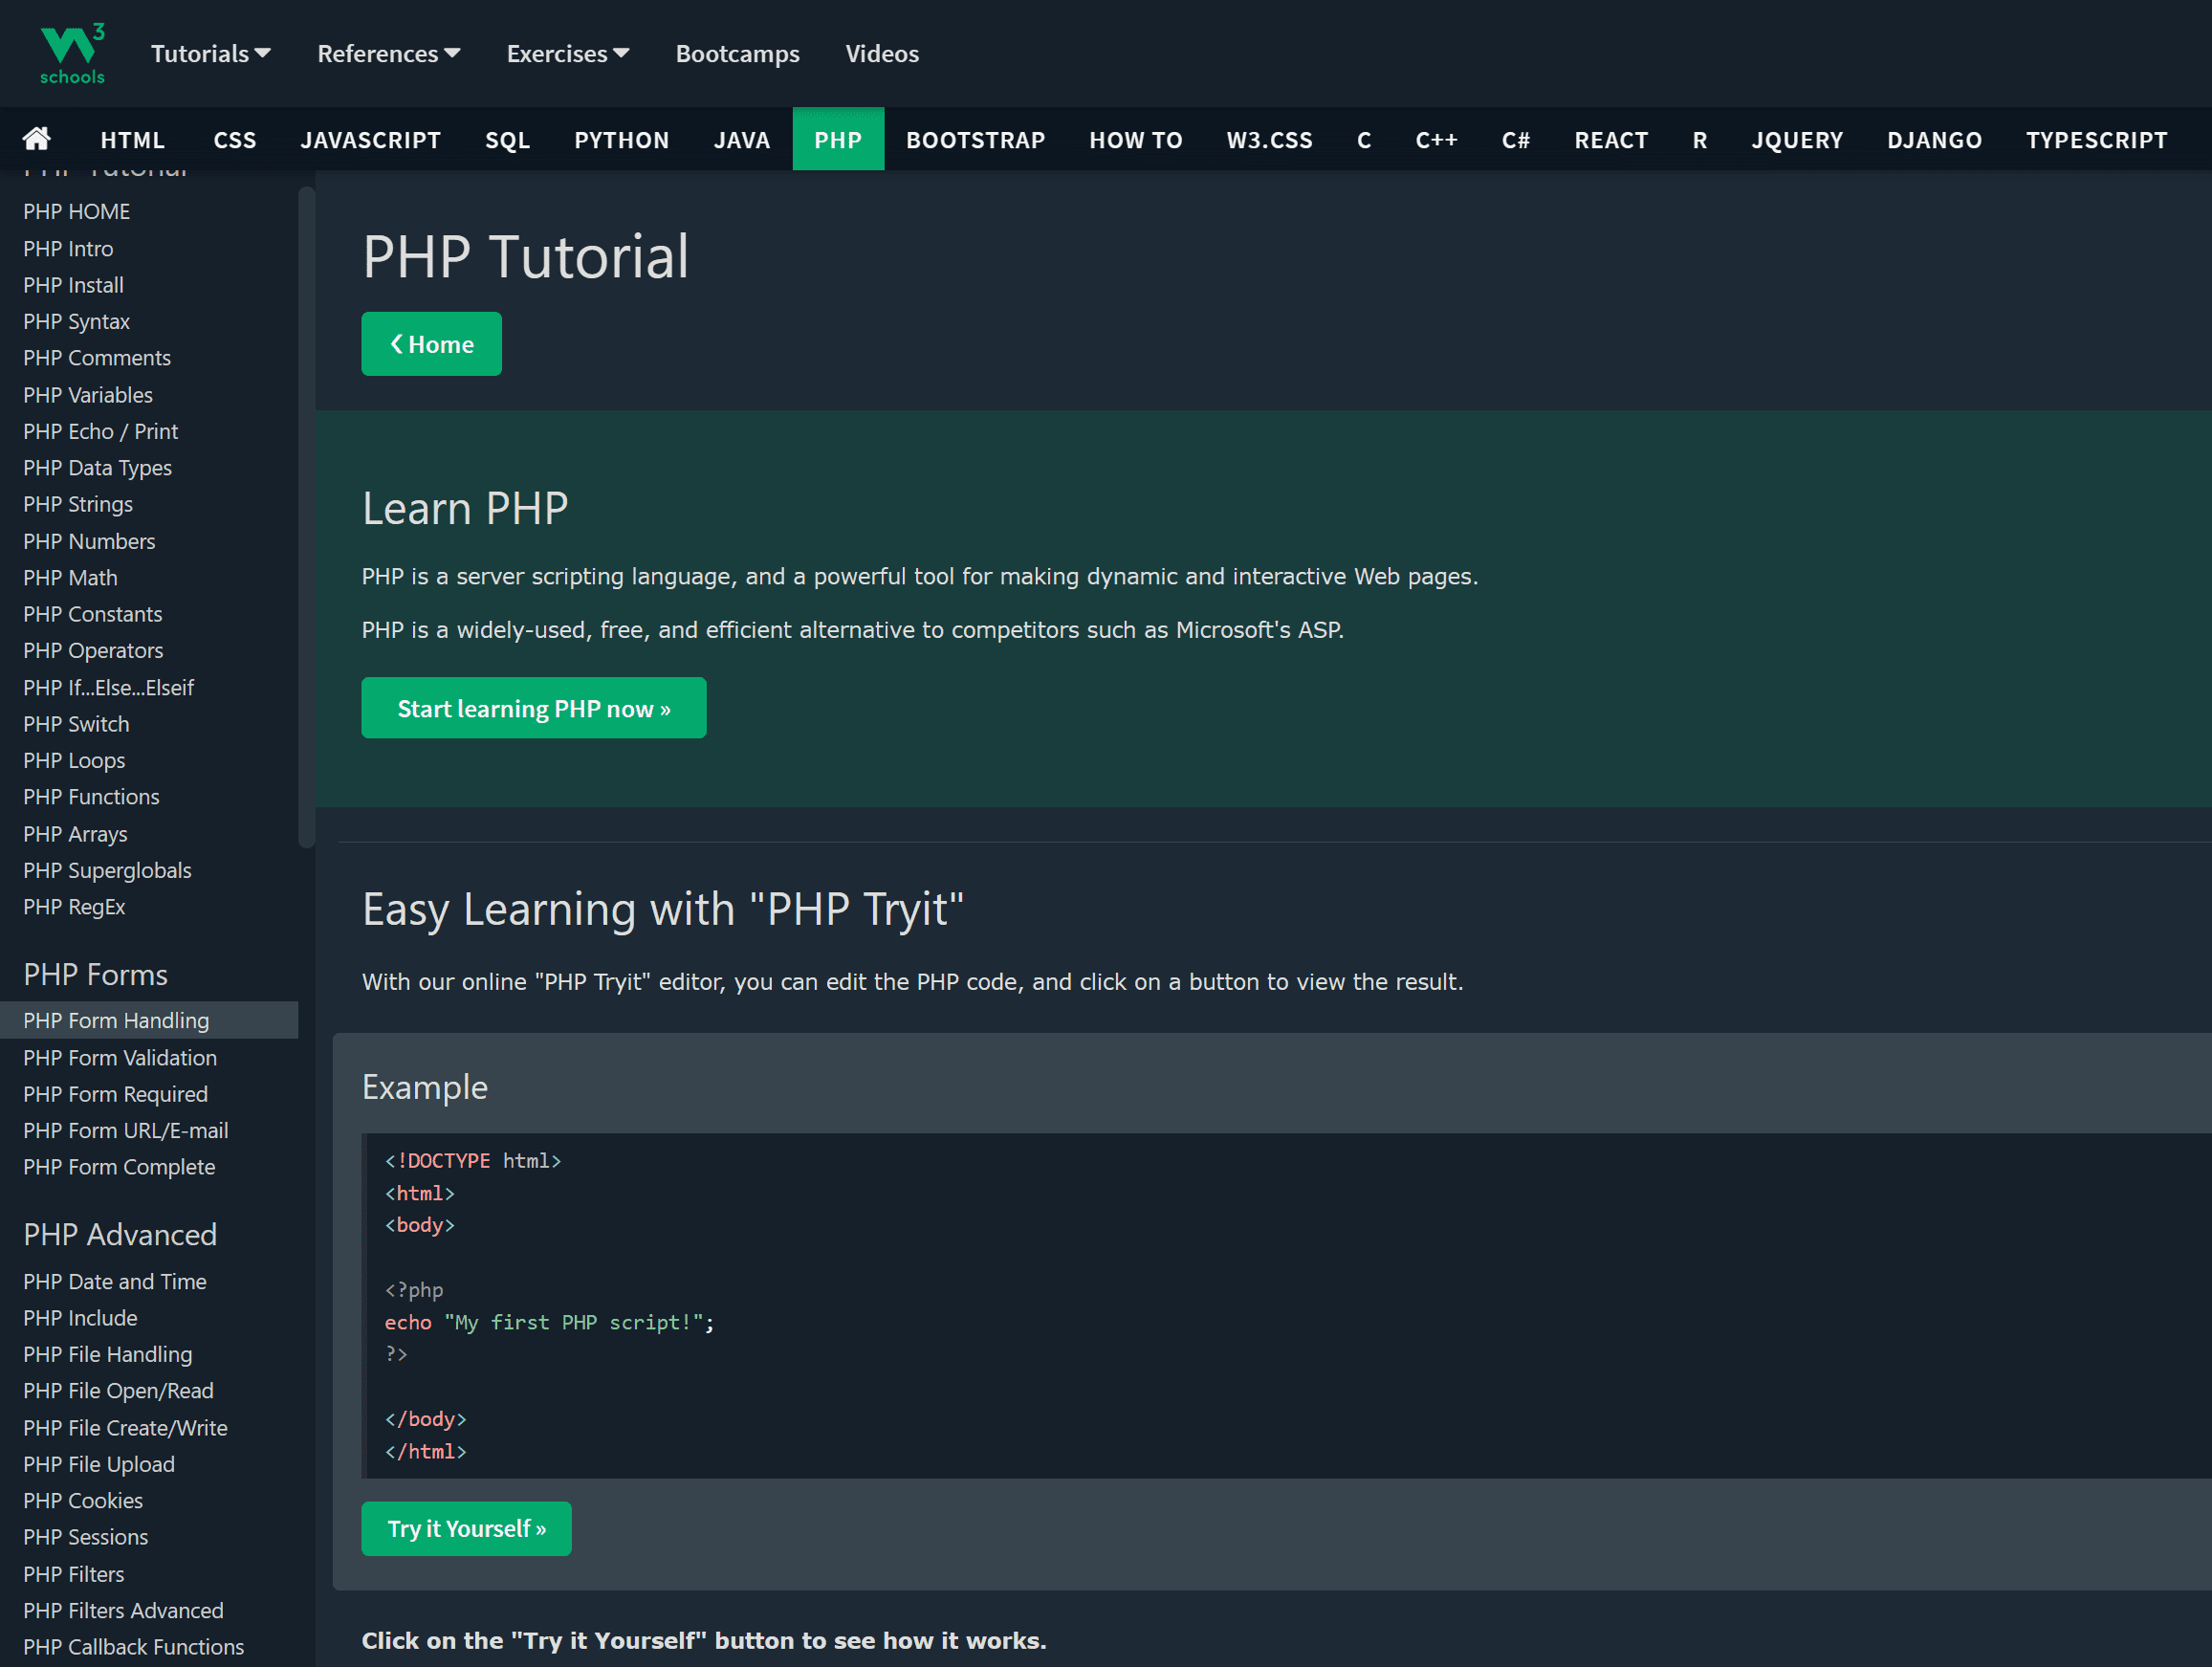 3
schools
Tutorials
References
Exercises
Bootcamps
Videos
HTML
CSS
JAVASCRIPT
SQL
PYTHON
JAVA
PHP
BOOTSTRAP
HOW TO
W3.CSS
C
C++
C#
REACT
R
JQUERY
DJANGO
TYPESCRIPT
PHP Tutorial
PHP HOME
PHP Intro
PHP Install
PHP Syntax
PHP Comments
PHP Variables
PHP Echo / Print
PHP Data Types
PHP Strings
PHP Numbers
PHP Math
PHP Constants
PHP Operators
PHP If...Else...Elseif
PHP Switch
PHP Loops
PHP Functions
PHP Arrays
PHP Superglobals
PHP RegEx
PHP Forms
PHP Form Handling
PHP Form Validation
PHP Form Required
PHP Form URL/E-mail
PHP Form Complete
PHP Advanced
PHP Date and Time
PHP Include
PHP File Handling
PHP File Open/Read
PHP File Create/Write
PHP File Upload
PHP Cookies
PHP Sessions
PHP Filters
PHP Filters Advanced
PHP Callback Functions
PHP Tutorial
❮ Home
Learn PHP
PHP is a server scripting language, and a powerful tool for making dynamic and interactive Web pages.
PHP is a widely-used, free, and efficient alternative to competitors such as Microsoft's ASP.
Start learning PHP now »
Easy Learning with "PHP Tryit"
With our online "PHP Tryit" editor, you can edit the PHP code, and click on a button to view the result.
Example
<!DOCTYPE html>
<html>
<body>
<?php
echo "My first PHP script!";
?>
</body>
</html>
Try it Yourself »
Click on the "Try it Yourself" button to see how it works.